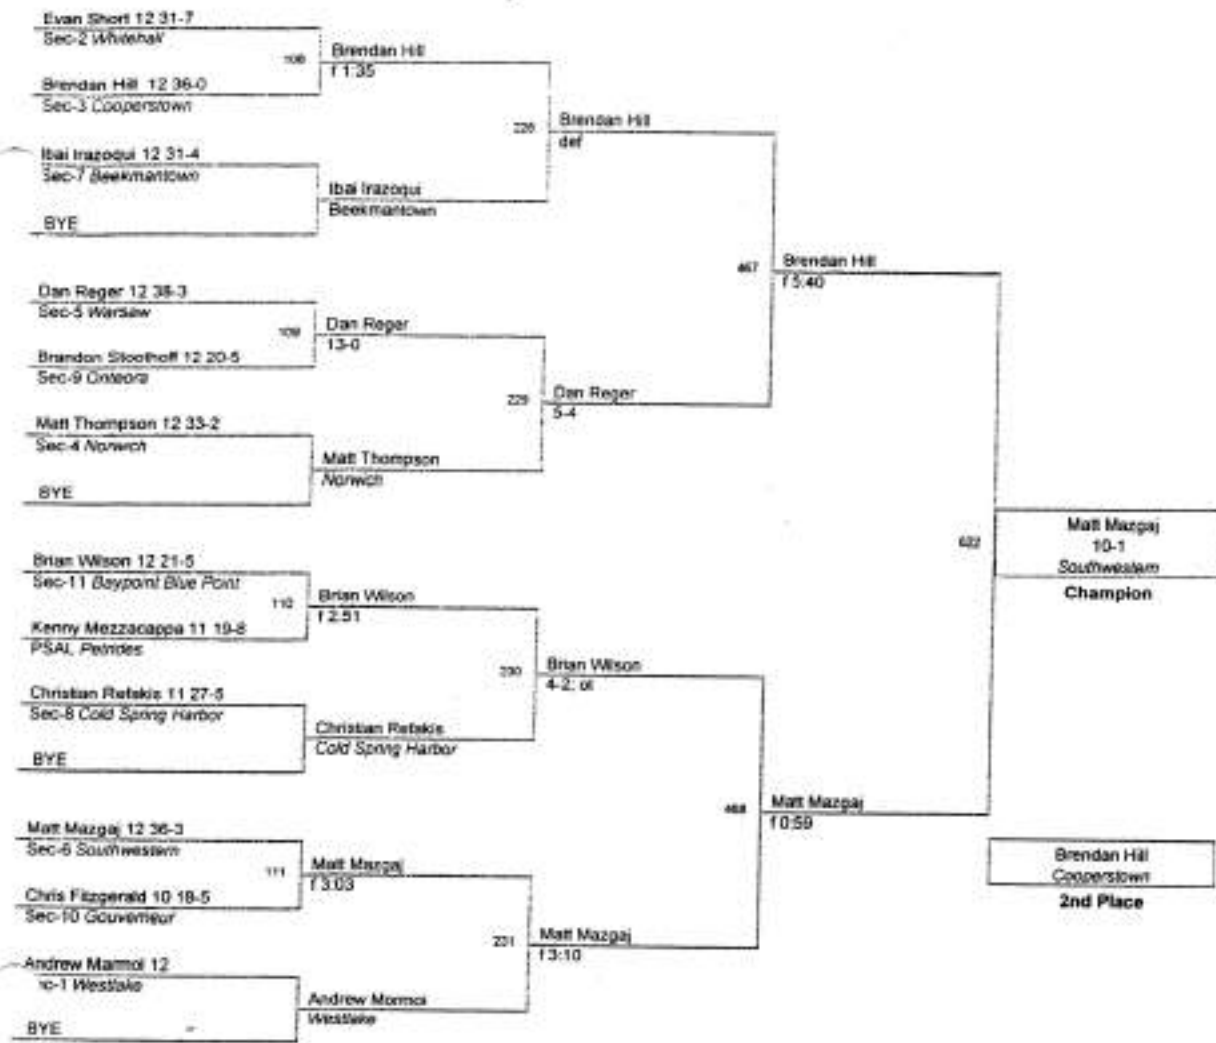 Evan Short 12 31-7
Sec-2 Whitehall
108
Brendan Hill
f 1:35
Brendan Hill 12 36-0
Sec-3 Cooperstown
228
Brendan Hill
def
Ibai Irazoqui 12 31-4
Sec-7 Beekmantown
Ibai Irazoqui
Beekmantown
BYE
467
Brendan Hill
f 5:40
Dan Reger 12 38-3
Sec-5 Warsaw
109
Dan Reger
13-0
Brandon Stoothoff 12 20-5
Sec-9 Onteora
229
Dan Reger
5-4
Matt Thompson 12 33-2
Sec-4 Norwich
Matt Thompson
Norwich
BYE
622
Matt Mazgaj
10-1
Southwestern
Champion
Brian Wilson 12 21-5
Sec-11 Baypoint Blue Point
110
Brian Wilson
f 2:51
Kenny Mezzacappa 11 19-8
PSAL Petrides
230
Brian Wilson
4-2, ot
Christian Refakis 11 27-5
Sec-8 Cold Spring Harbor
Christian Refakis
Cold Spring Harbor
BYE
468
Matt Mazgaj
f 0:59
Matt Mazgaj 12 36-3
Sec-6 Southwestern
111
Matt Mazgaj
f 3:03
Brendan Hill
Cooperstown
2nd Place
Chris Fitzgerald 10 18-5
Sec-10 Gouverneur
231
Matt Mazgaj
f 3:10
Andrew Marmol 12
ec-1 Westlake
Andrew Mormol
Westlake
BYE